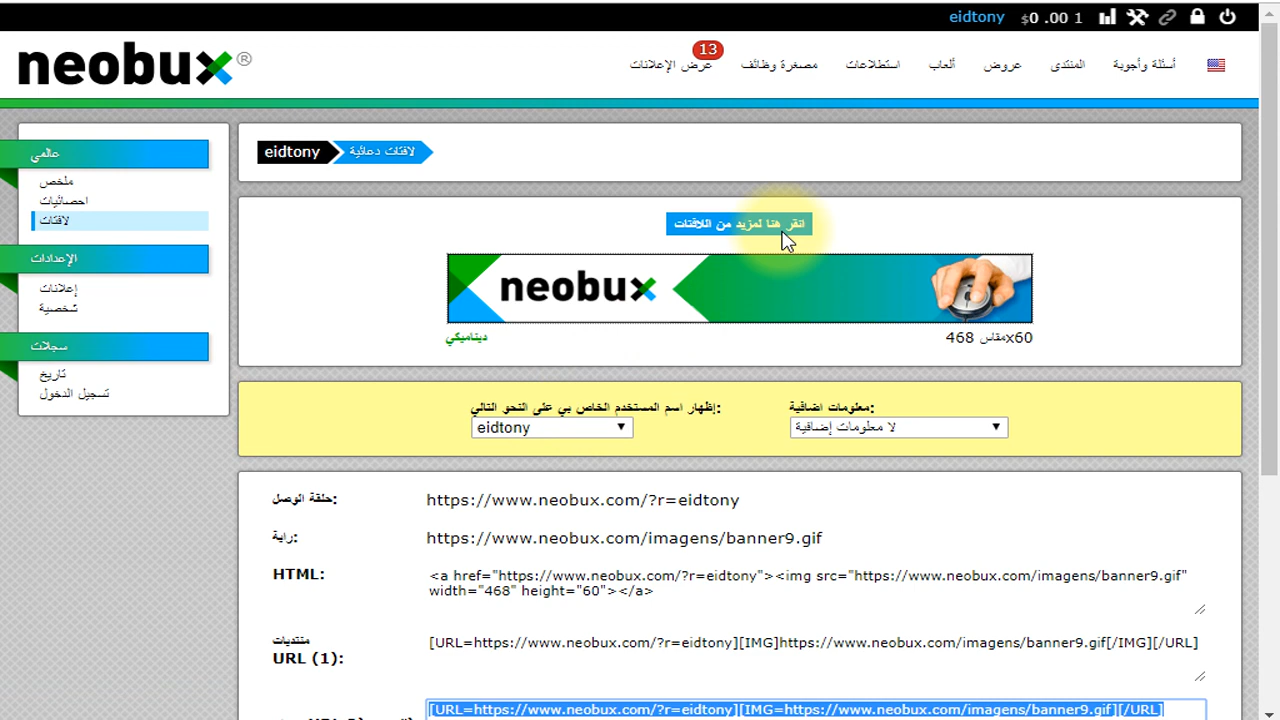 eidtony $0 .00 1
neobux®
13
عرض الإعلانات
مصغرة وظائف
استطلاعات
ألعاب
عروض
المنتدى
أسئلة وأجوبة
عالمي
ملخص
احصائيات
لافتات
الإعدادات
إعلانات
شخصية
سجلات
تاريخ
تسجيل الدخول
eidtony
لافتات دعائية
انقر هنا لمزيد من اللافتات
neobux
ديناميكي
468 مقاس x60
إظهار اسم المستخدم الخاص بي على النحو التالي:
eidtony
معلومات اضافية:
لا معلومات إضافية
حلقة الوصل:
https://www.neobux.com/?r=eidtony
راية:
https://www.neobux.com/imagens/banner9.gif
HTML:
<a href="https://www.neobux.com/?r=eidtony"><img src="https://www.neobux.com/imagens/banner9.gif"
width="468" height="60"></a>
منتديات
URL (1):
[URL=https://www.neobux.com/?r=eidtony][IMG]https://www.neobux.com/imagens/banner9.gif[/IMG][/URL]
[URL=https://www.neobux.com/?r=eidtony][IMG=https://www.neobux.com/imagens/banner9.gif][/URL]